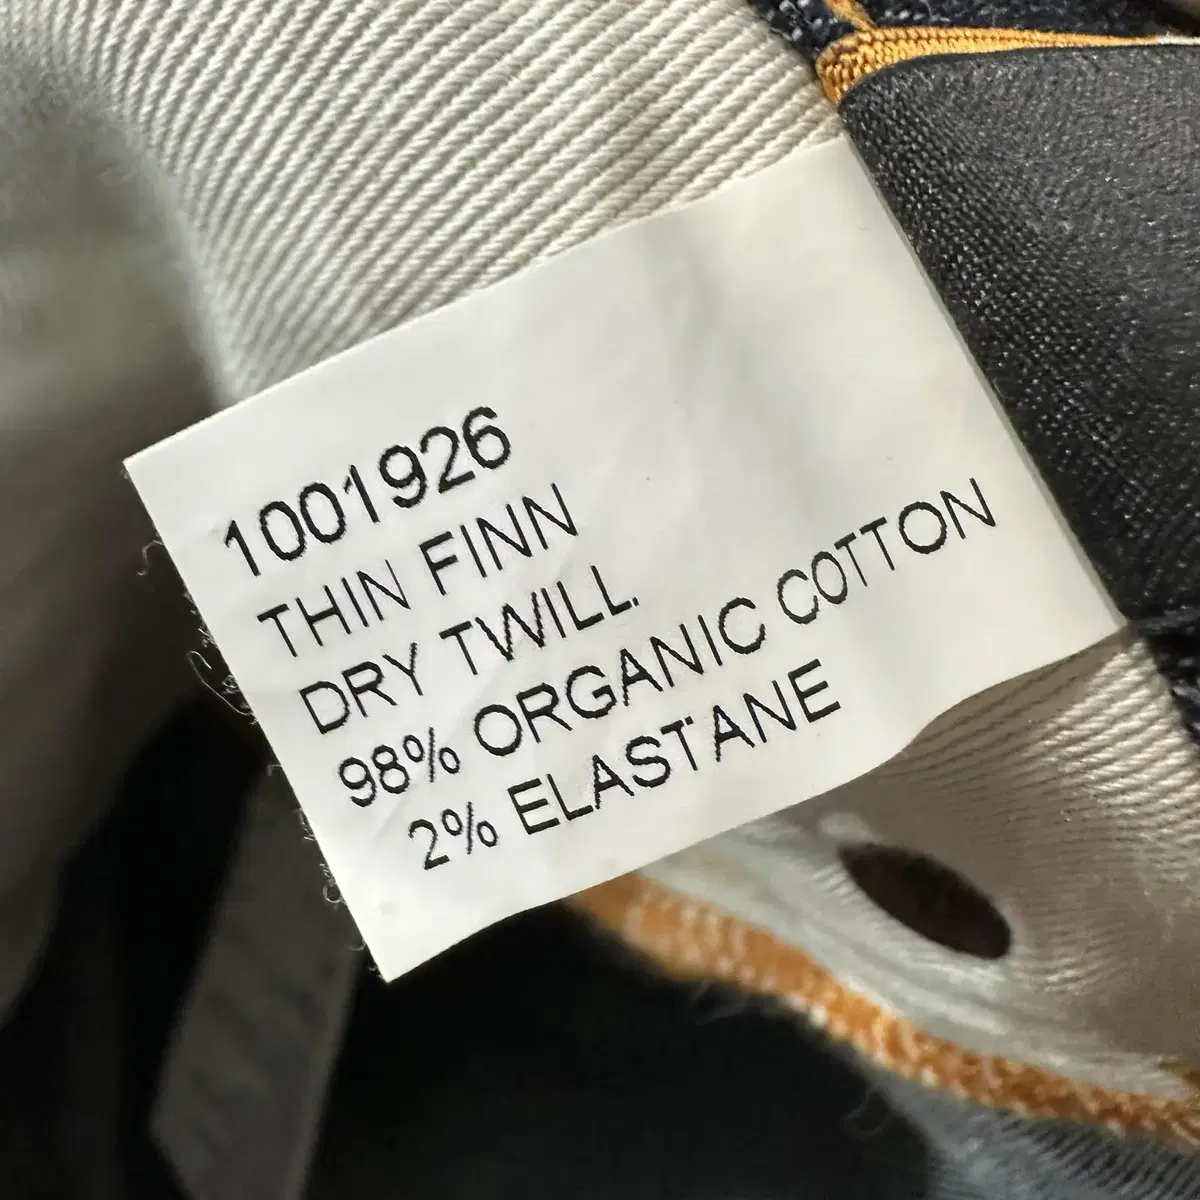 1001926
THIN FINN
DRY TWILL.
98% ORGANIC COTTON
2% ELASTANE